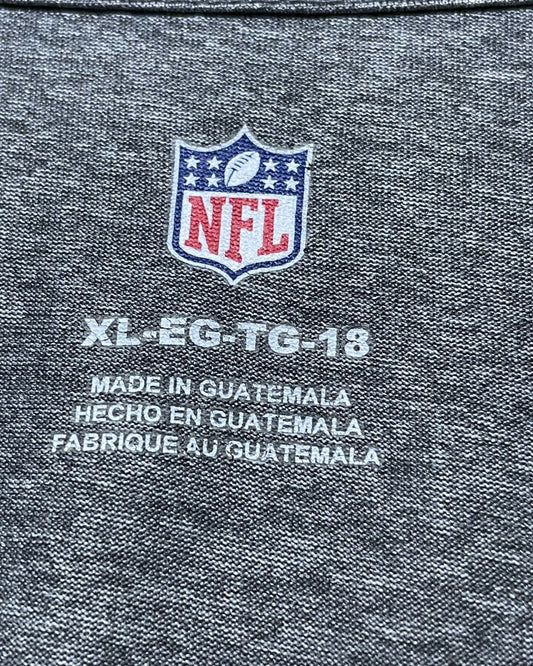 NFL
XL-EG-TG-18
MADE IN GUATEMALA
HECHO EN GUATEMALA
FABRIQUE AU GUATEMALA